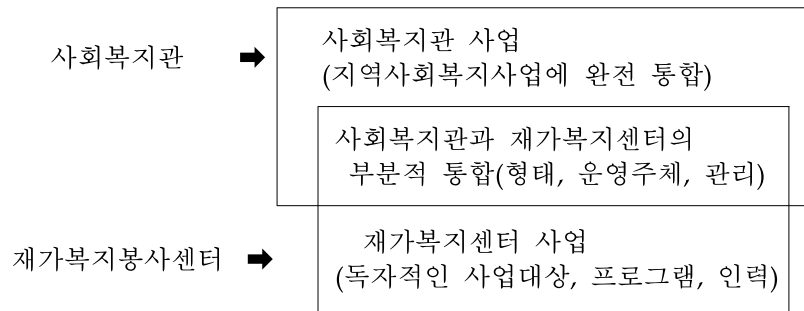 사회복지관 ➡ 사회복지관 사업
(지역사회복지사업에 완전 통합)
사회복지관과 재가복지센터의
부분적 통합(형태, 운영주체, 관리)
재가복지봉사센터 ➡ 재가복지센터 사업
(독자적인 사업대상, 프로그램, 인력)